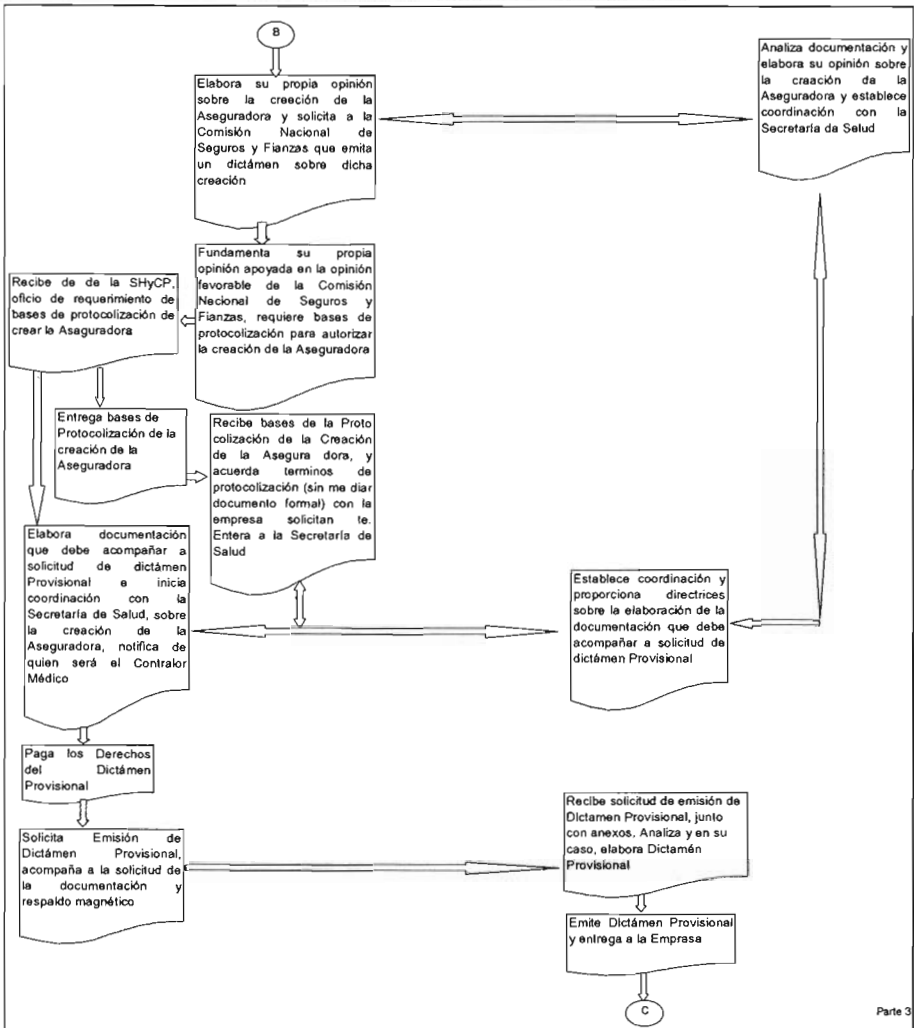 B
Elabora su propia opinión
sobre la creeción de la
Aseguradora y solicita a la
Comisión Nacional de
Seguros y Fianzas que emita
un dictámen sobre dicha
creación
Analiza documentación y
elabora su opinión sobre
la craación da la
Aseguradora y establece
coordinación con la
Secretaría da Selud
Fundamenta su propia
opinión apoyada en la opinión
favorable de la Comisión
Necional de Seguros y
Fianzas, requiere bases de
protocolización para autorizar
la creación de la Aseguradora
Recibe de de la SHyCP,
oficio de requerimiento de
bases de protocolización de
crear la Asaguradora
Entrega bases de
Protocolización de la
creación de la
Aseguradora
Recibe bases de la Proto
colización de la Creación
de la Asegura dora, y
acuerda terminos de
protocolización (sin me diar
documento formal) con la
empresa solicitan te.
Entera a la Secretaría de
Salud
Elabora documentación
que debe acompañar a
solicitud de dictámen
Provisional e inicia
coordinación con la
Secretaría de Salud, sobre
la creación de la
Aseguradora, notifica de
quien será el Contralor
Médico
Establece coordinación y
proporciona directrices
sobre la elaboración de la
documentación que debe
acompañar a solicitud de
dictámen Provisional
Paga los Derechos
del Dictámen
Provisional
Solicita Emisión de
Dictámen Provisional,
acompaña a la solicitud de
la documentación y
respaldo magnético
Recibe solicitud de emisión de
Dictamen Provisional, junto
con anexos. Analiza y en su
caso, elabora Dictamén
Provisional
Emite Dictámen Provisional
y entrega a la Empresa
C
Parte 3